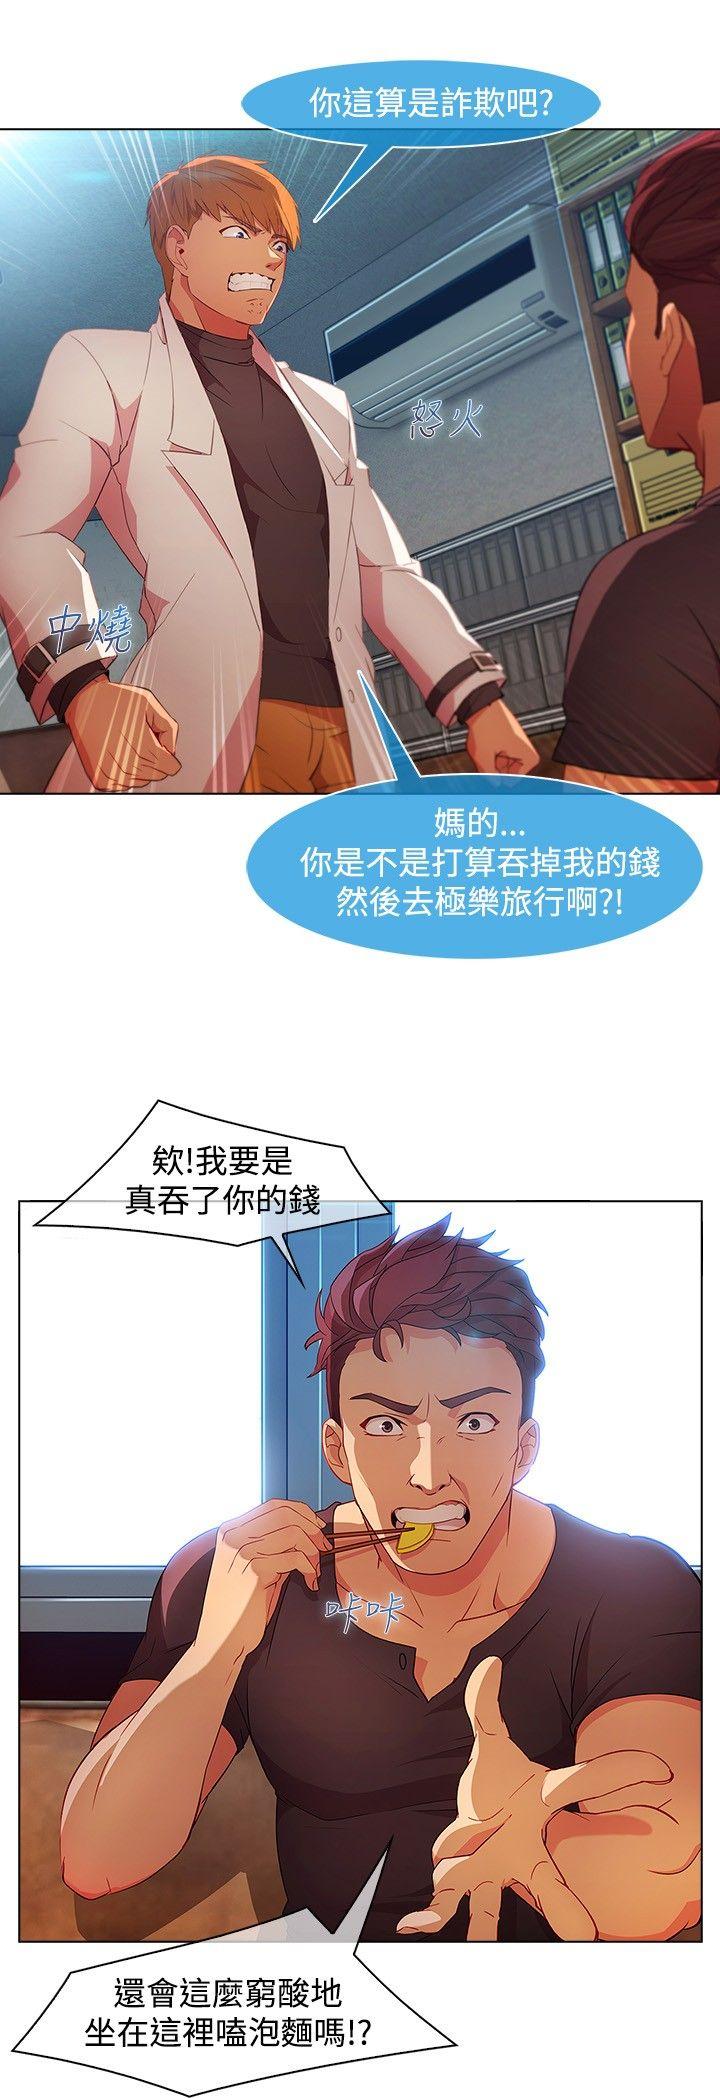 你這算是詐欺吧?
怒火
中燒
媽的...
你是不是打算吞掉我的錢
然後去極樂旅行啊?!
欸!我要是
真吞了你的錢
咔咔
還會這麼窮酸地
坐在這裡嗑泡麵嗎!?